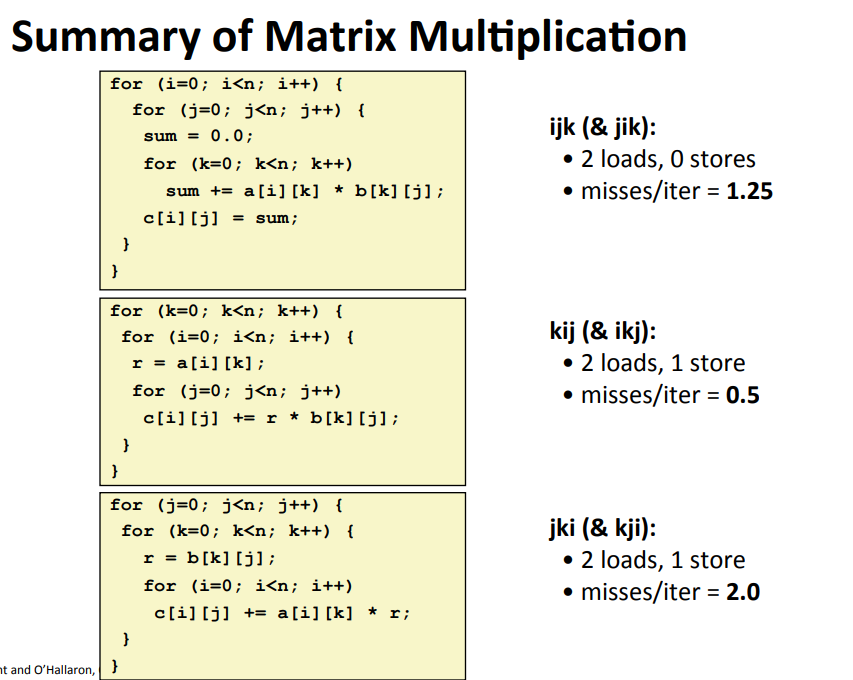 Summary of Matrix Multiplication
for (i=0; i<n; i++) {
for (j=0; j<n; j++) {
sum = 0.0;
for (k=0; k<n; k++)
sum += a[i][k] * b[k][j];
c[i][j] = sum;
}
}
ijk (& jik):
• 2 loads, 0 stores
• misses/iter = 1.25
for (k=0; k<n; k++) {
for (i=0; i<n; i++) {
r = a[i][k];
for (j=0; j<n; j++)
c[i][j] += r * b[k][j];
}
}
kij (& ikj):
• 2 loads, 1 store
• misses/iter = 0.5
for (j=0; j<n; j++) {
for (k=0; k<n; k++) {
r = b[k][j];
for (i=0; i<n; i++)
c[i][j] += a[i][k] * r;
}
}
jki (& kji):
• 2 loads, 1 store
• misses/iter = 2.0
nt and O'Hallaron,